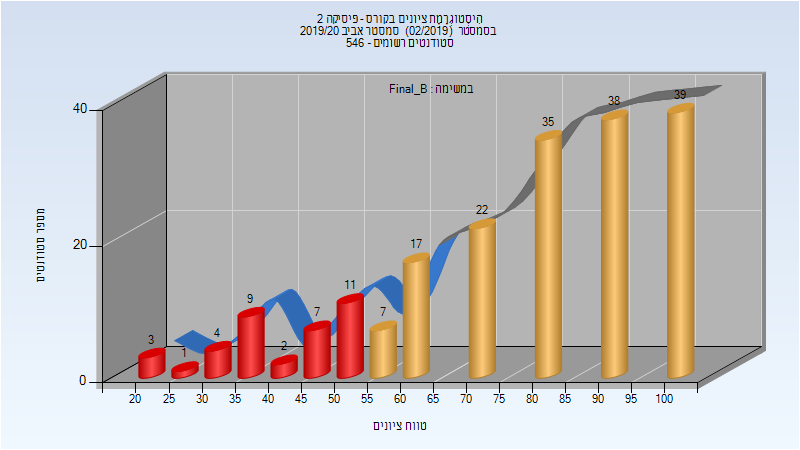 היסטוגרמת ציונים בקורס - פיסיקה 2
בסמסטר (02/2019) סמסטר אביב 2019/20
סטודנטים רשומים - 546
במשימה : Final_B
מספר סטודנטים
40
20
0
3
1
4
9
2
7
11
7
17
22
35
38
39
20 25 30 35 40 45 50 55 60 65 70 75 80 85 90 95 100
טווח ציונים